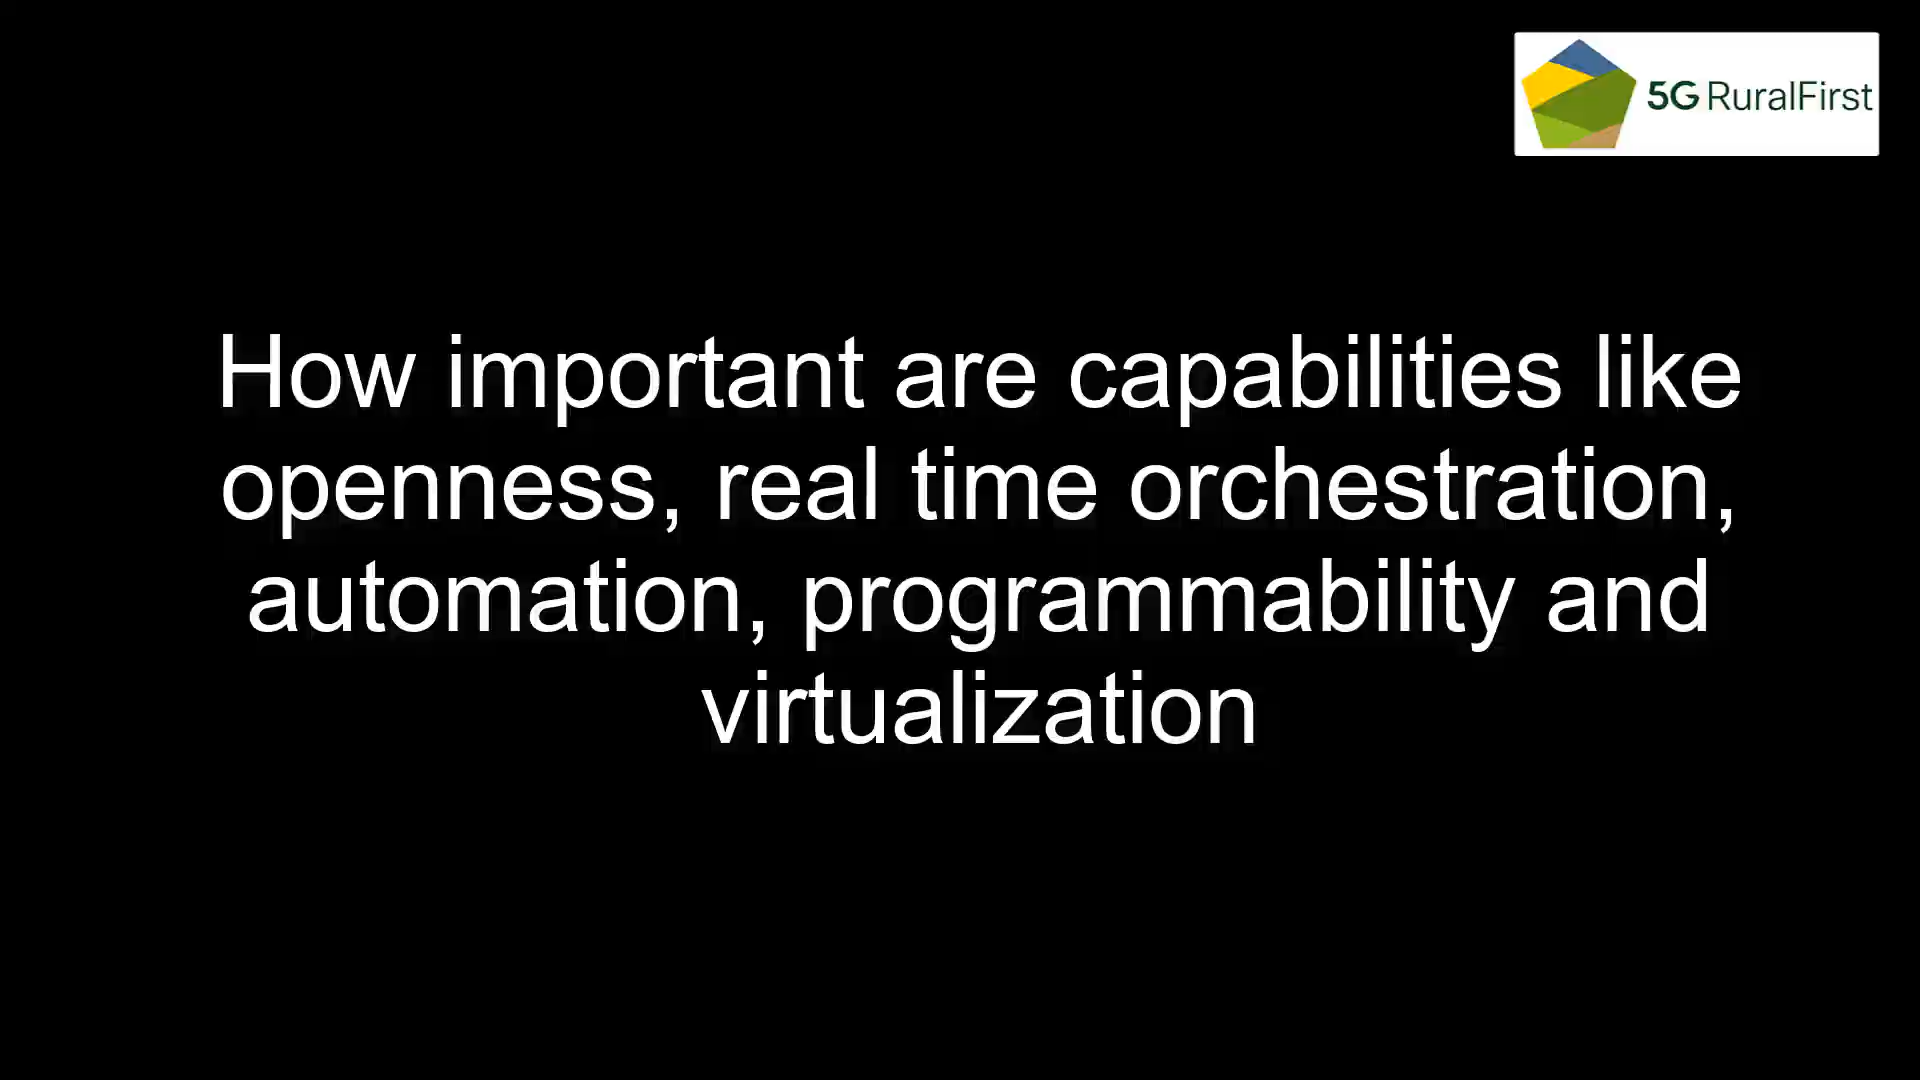 5G RuralFirst
How important are capabilities like
openness, real time orchestration,
automation, programmability and
virtualization